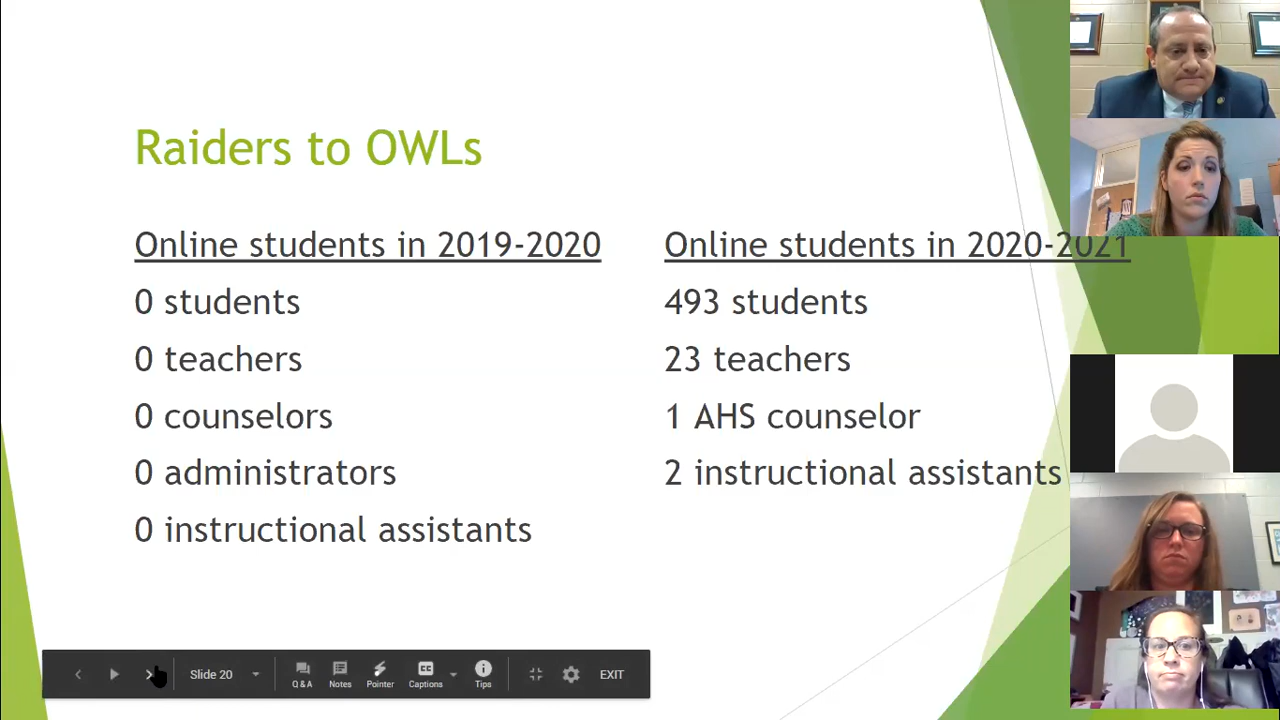 Raiders to OWLs
Online students in 2019-2020
0 students
0 teachers
0 counselors
0 administrators
0 instructional assistants
Online students in 2020-2021
493 students
23 teachers
1 AHS counselor
2 instructional assistants
Slide 20
Q & A
Notes
Pointer
Captions
Tips
EXIT